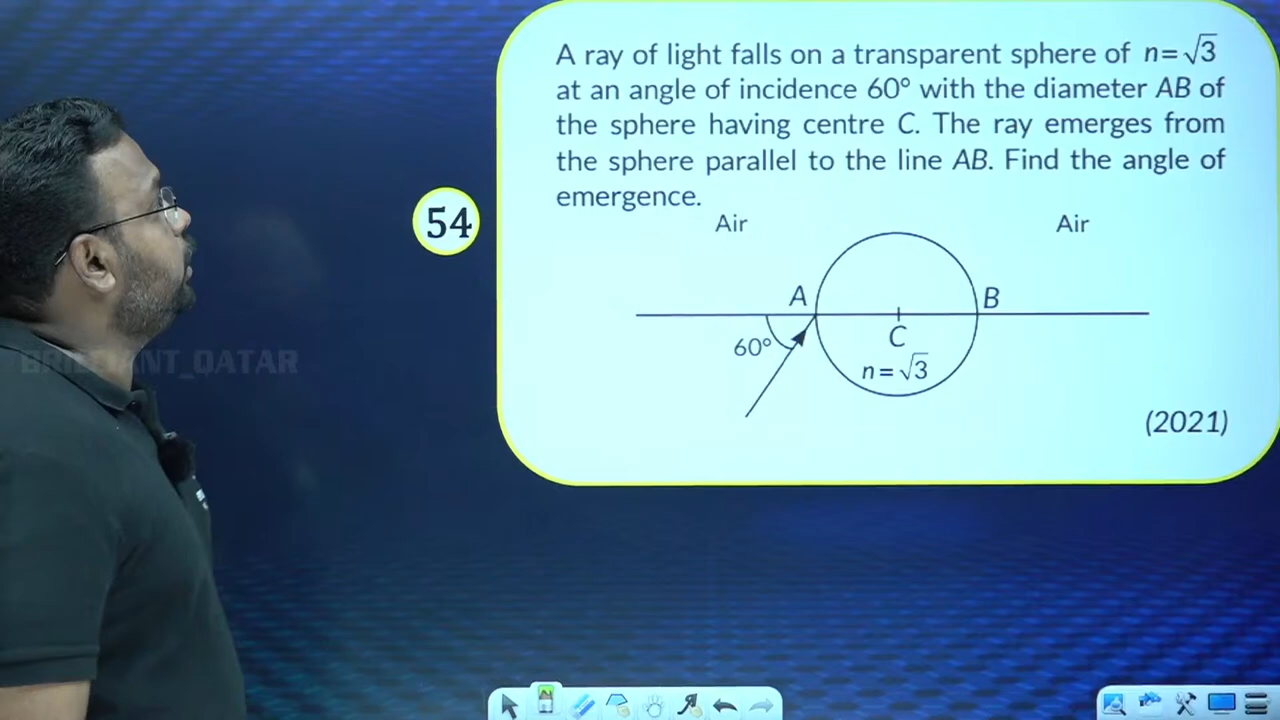 A ray of light falls on a transparent sphere of n=√3
at an angle of incidence 60° with the diameter AB of
the sphere having centre C. The ray emerges from
the sphere parallel to the line AB. Find the angle of
emergence.
54
Air
Air
A
B
60°
C
n=√3
(2021)
BRILLIANT_QATAR